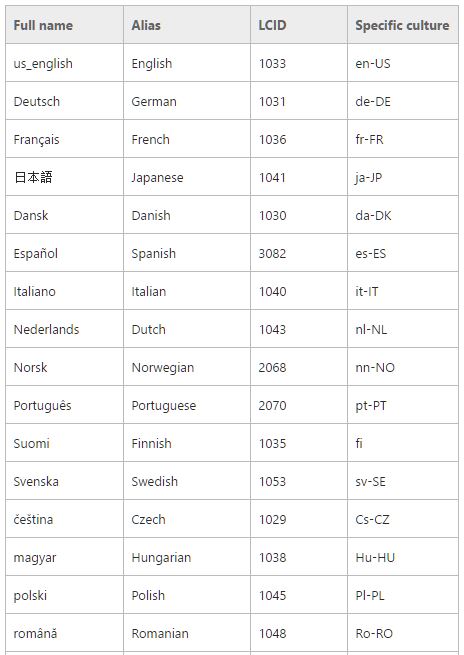 Full name Alias LCID Specific culture
us_english English 1033 en-US
Deutsch German 1031 de-DE
Français French 1036 fr-FR
日本語 Japanese 1041 ja-JP
Dansk Danish 1030 da-DK
Español Spanish 3082 es-ES
Italiano Italian 1040 it-IT
Nederlands Dutch 1043 nl-NL
Norsk Norwegian 2068 nn-NO
Português Portuguese 2070 pt-PT
Suomi Finnish 1035 fi
Svenska Swedish 1053 sv-SE
čeština Czech 1029 Cs-CZ
magyar Hungarian 1038 Hu-HU
polski Polish 1045 Pl-PL
română Romanian 1048 Ro-RO